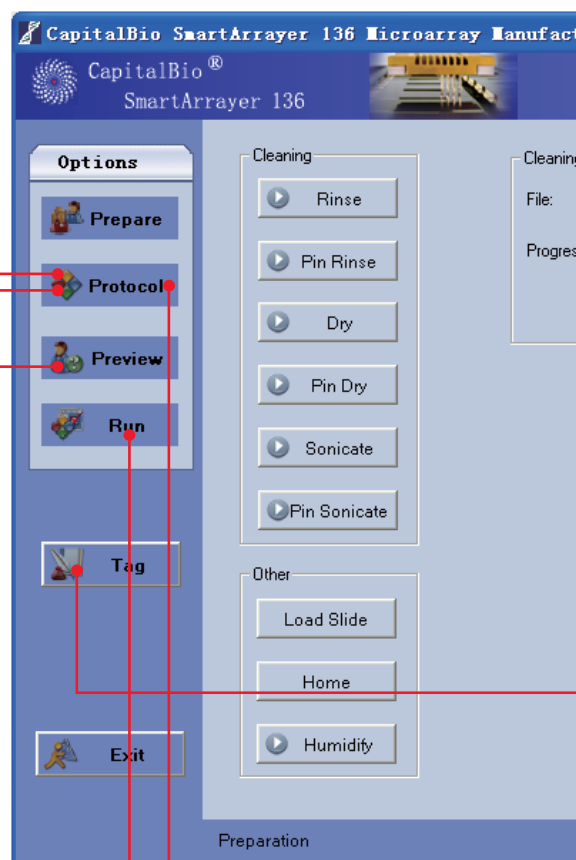 CapitalBio SmartArrayer 136 Microarray Manufact
CapitalBio ®
SmartArrayer 136
Options
Prepare
Protocol
Preview
Run
Tag
Exit
Cleaning
Rinse
Pin Rinse
Dry
Pin Dry
Sonicate
Pin Sonicate
Other
Load Slide
Home
Humidify
Cleaning
File:
Progres
Preparation